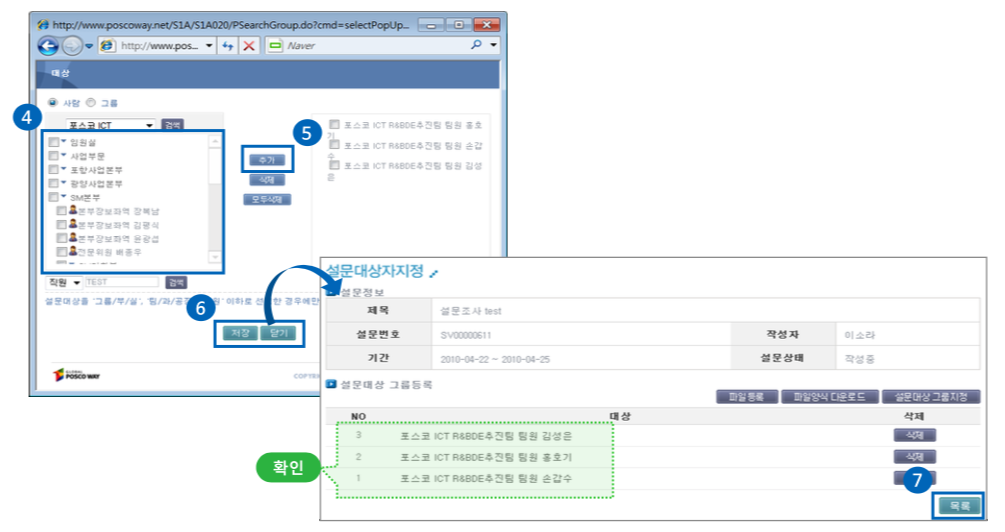 http://www.poscoway.net/S1A/S1A020/PSearchGroup.do?cmd=selectPopUp...
http://www.pos...
Naver
대상
사람 그룹
4
포스코 ICT
검색
임원실
사업부문
포항사업본부
광양사업본부
SM본부
본부장보좌역 장복남
본부장보좌역 김평식
본부장보좌역 윤광섭
전문위원 배종우
직원
TEST
검색
5
추가
삭제
모두삭제
포스코 ICT R&BDE추진팀 팀원 홍호
기
포스코 ICT R&BDE추진팀 팀원 손갑
수
포스코 ICT R&BDE추진팀 팀원 김성
은
설문대상을 '그룹/부/실', '팀/과/공
이하로 선
한 경우에만
6
저장
닫기
GLOBAL
POSCO WAY
설문대상자지정
설문정보
제목
설문조사 test
설문번호
SV00000611
작성자
이소라
기간
2010-04-22 ~ 2010-04-25
설문상태
작성중
설문대상 그룹등록
파일등록
파일양식 다운로드
설문대상 그룹지정
NO
대상
삭제
3
포스코 ICT R&BDE추진팀 팀원 김성은
삭제
2
포스코 ICT R&BDE추진팀 팀원 홍호기
삭제
1
포스코 ICT R&BDE추진팀 팀원 손갑수
확인
7
목록